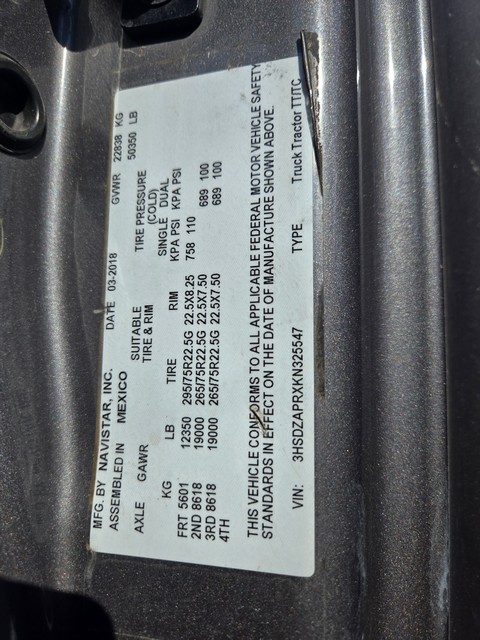 MFG. BY NAVISTAR, INC. DATE 03-2018 GVWR 22838 KG
ASSEMBLED IN MEXICO 50350 LB
AXLE GAWR SUITABLE TIRE & RIM TIRE PRESSURE (COLD)
SINGLE DUAL
KG LB TIRE RIM KPA PSI KPA PSI
FRT 5601 12350 295/75R22.5G 22.5X8.25 758 110
2ND 8618 19000 265/75R22.5G 22.5X7.50 689 100
3RD 8618 19000 265/75R22.5G 22.5X7.50 689 100
4TH
THIS VEHICLE CONFORMS TO ALL APPLICABLE FEDERAL MOTOR VEHICLE SAFETY
STANDARDS IN EFFECT ON THE DATE OF MANUFACTURE SHOWN ABOVE.
VIN: 3HSDZAPRXKN325547 TYPE Truck Tractor TT/TC